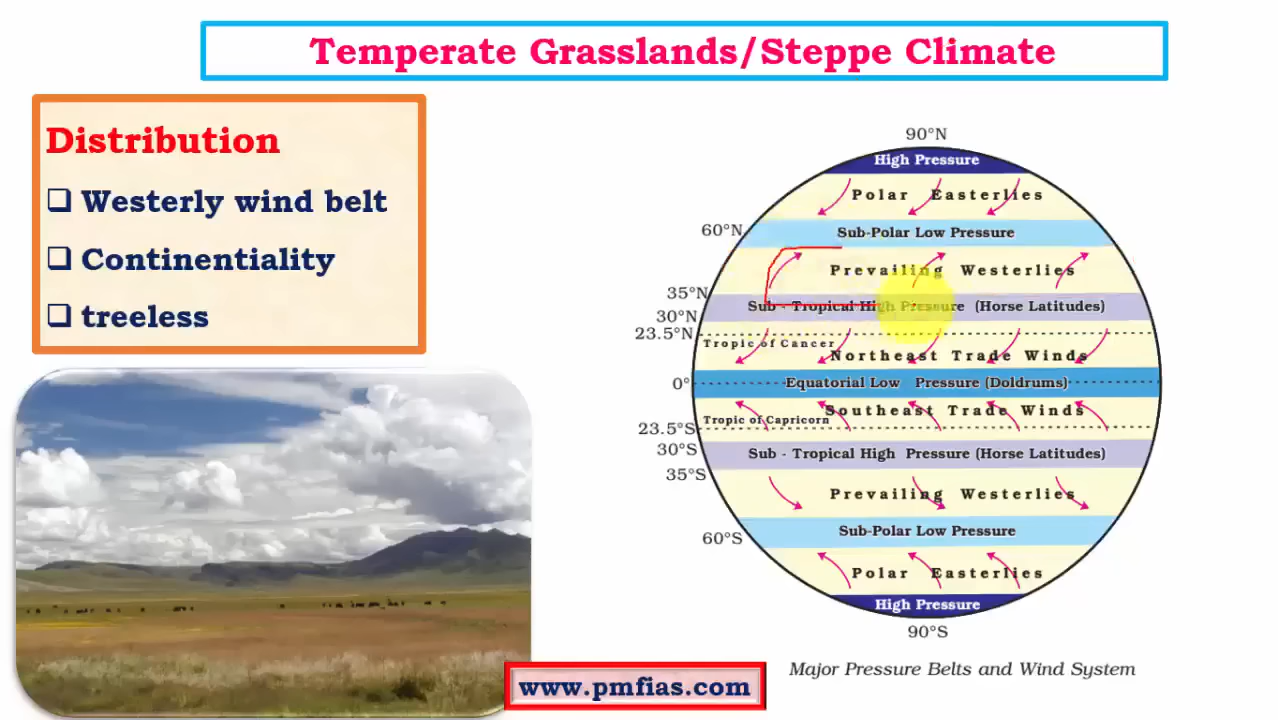 Temperate Grasslands/Steppe Climate
Distribution
❑ Westerly wind belt
❑ Continentiality
❑ treeless
90°N
High Pressure
Polar Easterlies
60°N
Sub-Polar Low Pressure
Prevailing Westerlies
35°N
Sub - Tropical High Pressure (Horse Latitudes)
30°N
23.5°N
Tropic of Cancer
Northeast Trade Winds
0°
Equatorial Low Pressure (Doldrums)
Southeast Trade Winds
Tropic of Capricorn
23.5°S
30°S
Sub - Tropical High Pressure (Horse Latitudes)
35°S
Prevailing Westerlies
60°S
Sub-Polar Low Pressure
Polar Easterlies
High Pressure
90°S
Major Pressure Belts and Wind System
www.pmfias.com